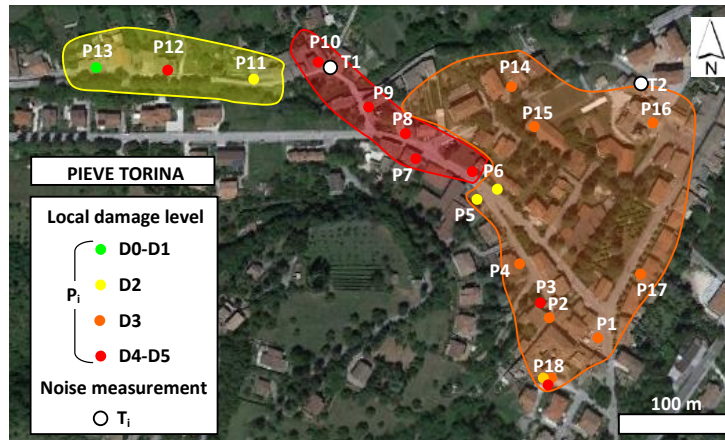 P10
P13
P12
T1
P11
P14
T2
P9
P15
P16
P8
P7
P6
P5
P4
P3
P2
P17
P1
P18
N
PIEVE TORINA
Local damage level
Pi
D0-D1
D2
D3
D4-D5
Noise measurement
Ti
100 m